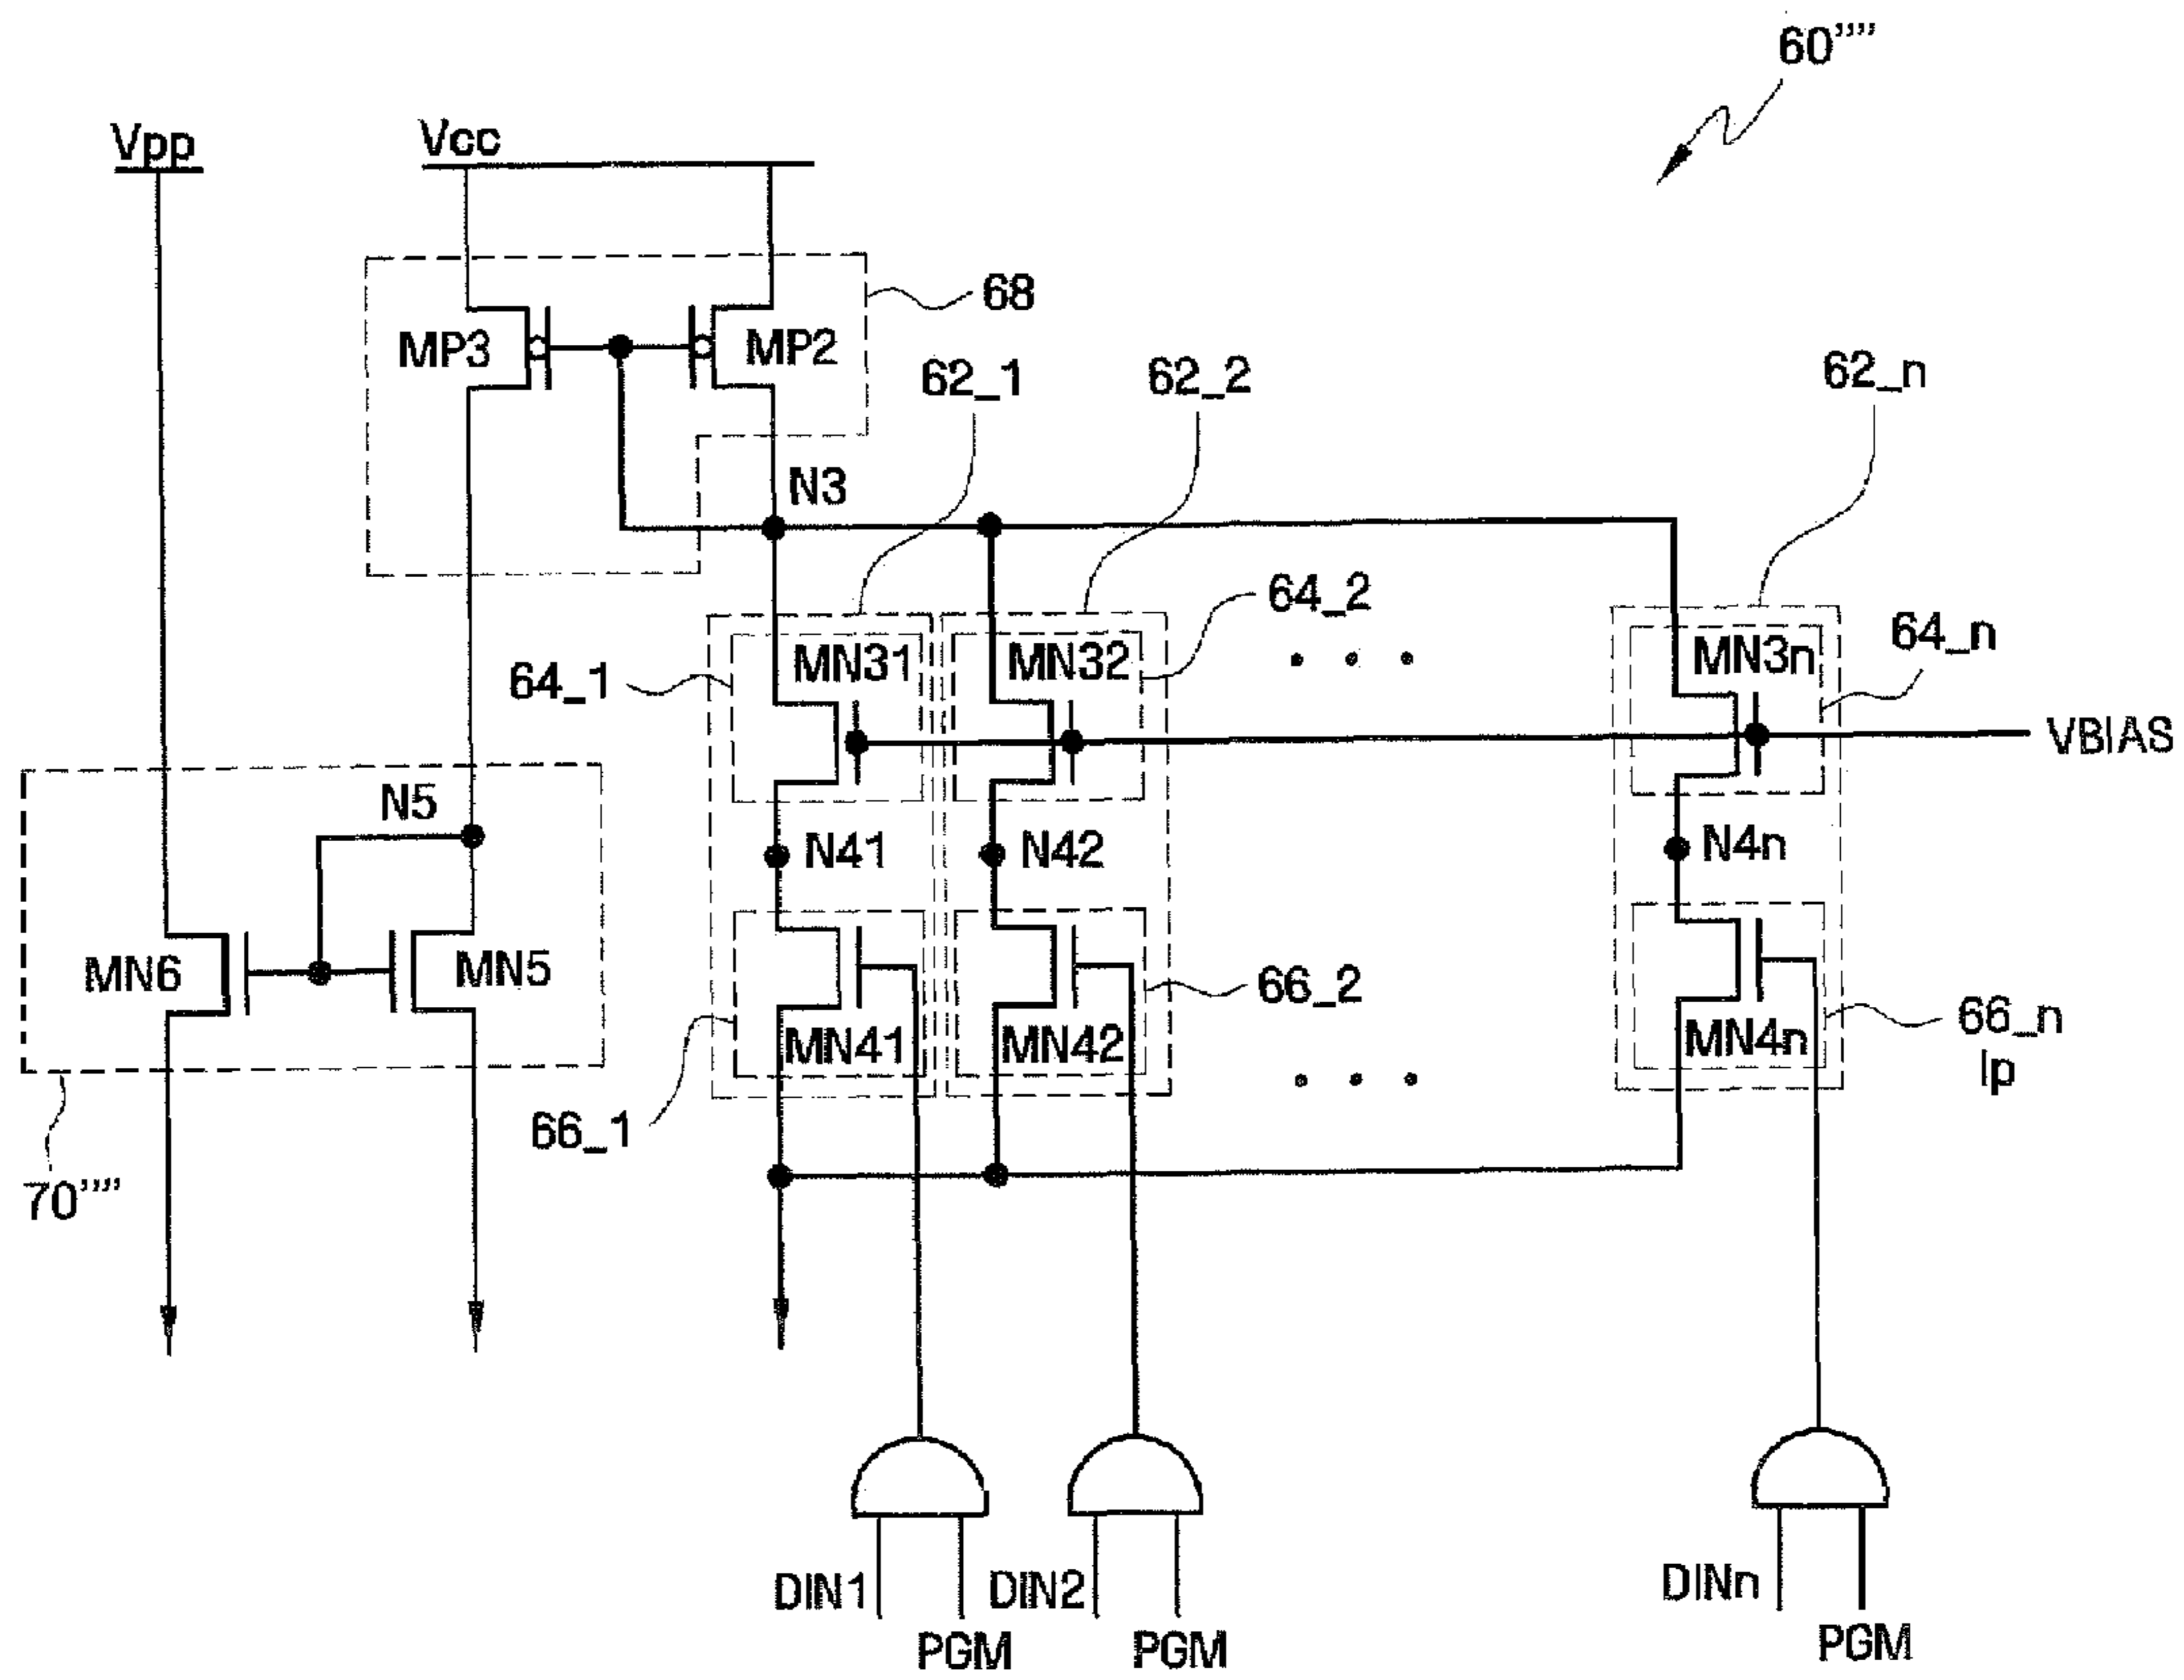 60''''
Vpp
Vcc
68
MP3
MP2
62_1
62_2
62_n
N3
64_1
MN31
MN32
64_2
MN3n
64_n
VBIAS
N5
N41
N42
N4n
MN6
MN5
MN41
MN42
66_2
MN4n
66_n
Ip
66_1
70''''
DIN1
PGM
DIN2
PGM
DINn
PGM